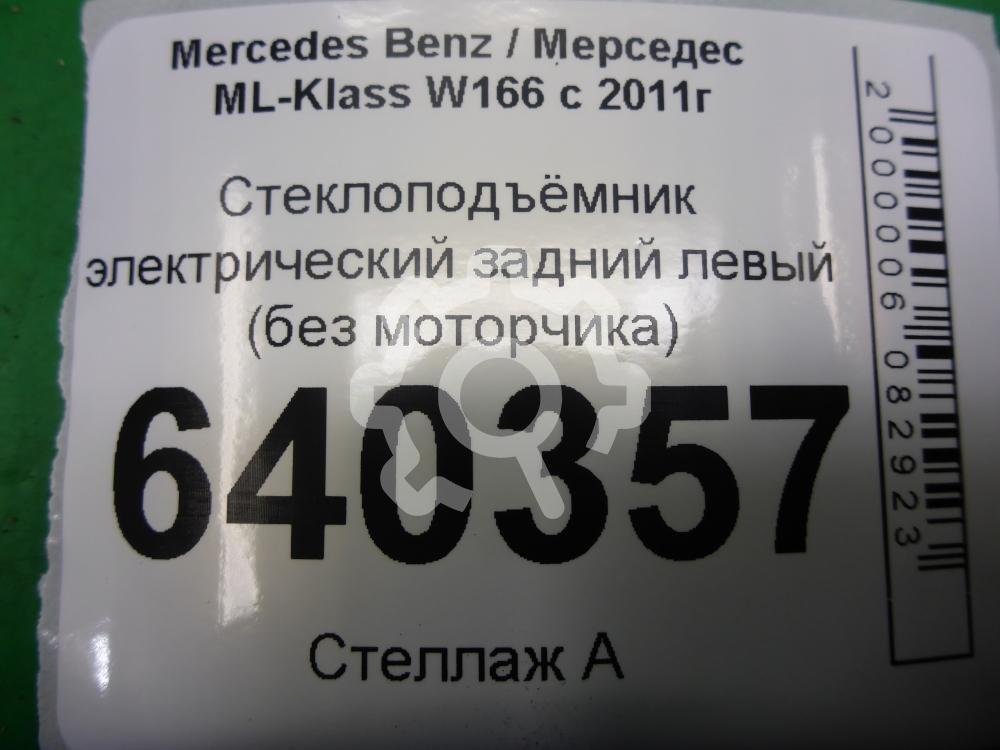 Mercedes Benz / Мерседес
ML-Klass W166 с 2011г
Стеклоподъёмник
электрический задний левый
(без моторчика)
640357
Стеллаж А
2000006082923